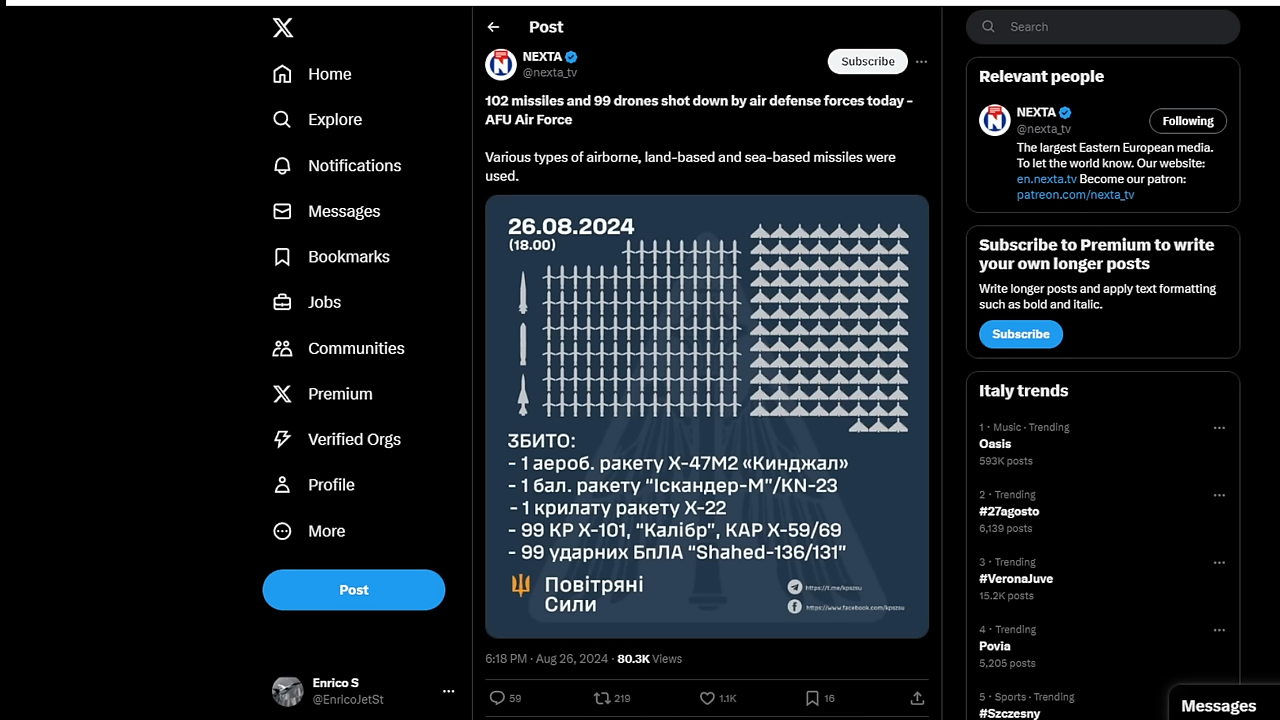 Home
Explore
Notifications
Messages
Bookmarks
Jobs
Communities
Premium
Verified Orgs
Profile
More
Post
Enrico S
@EnricoJetSt
Post
NEXTA
@nexta_tv
Subscribe
102 missiles and 99 drones shot down by air defense forces today -
AFU Air Force
Various types of airborne, land-based and sea-based missiles were
used.
26.08.2024
(18.00)
ЗБИТО:
- 1 аероб. ракету Х-47М2 «Кинджал»
- 1 бал. ракету “Іскандер-М”/KN-23
- 1 крилату ракету Х-22
- 99 КР Х-101, “Калібр”, КАР Х-59/69
- 99 ударних БпЛА “Shahed-136/131”
Повітряні
Сили
https://t.me/kpszsu
https://www.facebook.com/kpszsu
6:18 PM · Aug 26, 2024 · 80.3K Views
59
219
1.1K
16
Search
Relevant people
NEXTA
@nexta_tv
Following
The largest Eastern European media.
To let the world know. Our website:
en.nexta.tv Become our patron:
patreon.com/nexta_tv
Subscribe to Premium to write
your own longer posts
Write longer posts and apply text formatting
such as bold and italic.
Subscribe
Italy trends
1 · Music · Trending
Oasis
593K posts
2 · Trending
#27agosto
6,139 posts
3 · Trending
#VeronaJuve
15.2K posts
4 · Trending
Povia
5,205 posts
5 · Sports · Trending
#Szczesny
Messages